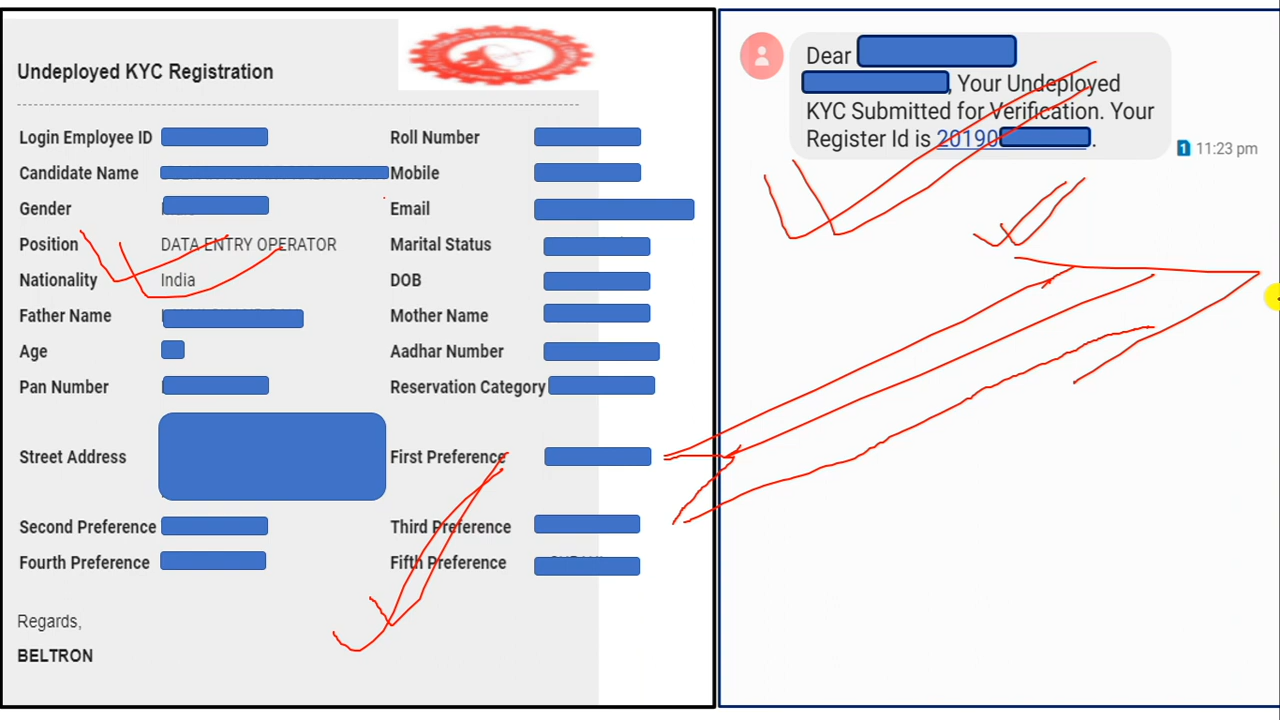 Undeployed KYC Registration
Login Employee ID
Roll Number
Candidate Name
Mobile
Gender
Email
Position DATA ENTRY OPERATOR
Marital Status
Nationality India
DOB
Father Name
Mother Name
Age
Aadhar Number
Pan Number
Reservation Category
Street Address
First Preference
Second Preference
Third Preference
Fourth Preference
Fifth Preference
Regards,
BELTRON
Dear
, Your Undeployed
KYC Submitted for Verification. Your
Register Id is 20190 .
1 11:23 pm